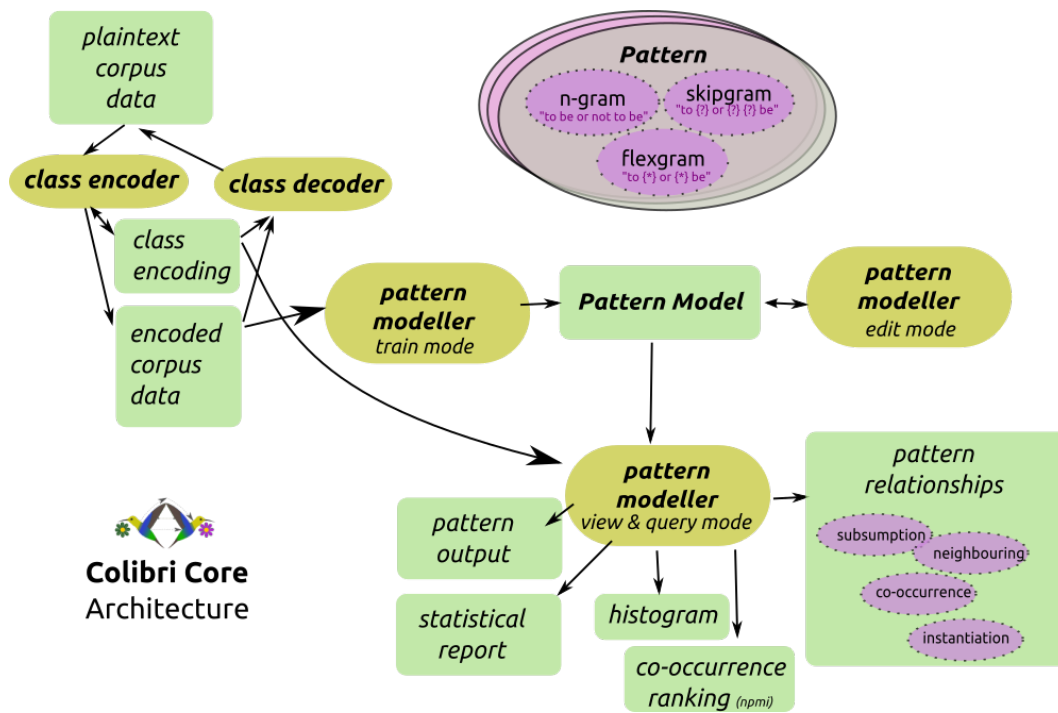 plaintext
corpus
data
Pattern
n-gram
"to be or not to be"
skipgram
"to {?} or {?} {?} be"
flexgram
"to {*} or {*} be"
class encoder
class decoder
class
encoding
encoded
corpus
data
pattern
modeller
train mode
Pattern Model
pattern
modeller
edit mode
pattern
modeller
view & query mode
pattern
output
statistical
report
histogram
co-occurrence
ranking (npmi)
pattern
relationships
subsumption
neighbouring
co-occurrence
instantiation
Colibri Core
Architecture